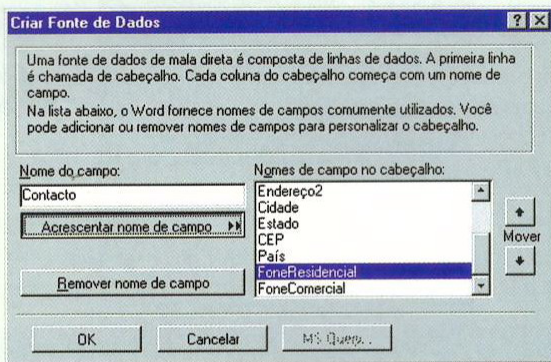 Criar Fonte de Dados
Uma fonte de dados de mala direta é composta de linhas de dados. A primeira linha
é chamada de cabeçalho. Cada coluna do cabeçalho começa com um nome de
campo.
Na lista abaixo, o Word fornece nomes de campos comumente utilizados. Você
pode adicionar ou remover nomes de campos para personalizar o cabeçalho.
Nome do campo:
Contacto
Acrescentar nome de campo
Remover nome de campo
Nomes de campo no cabeçalho:
Endereço2
Cidade
Estado
CEP
País
FoneResidencial
FoneComercial
Mover
OK
Cancelar
MS Query...